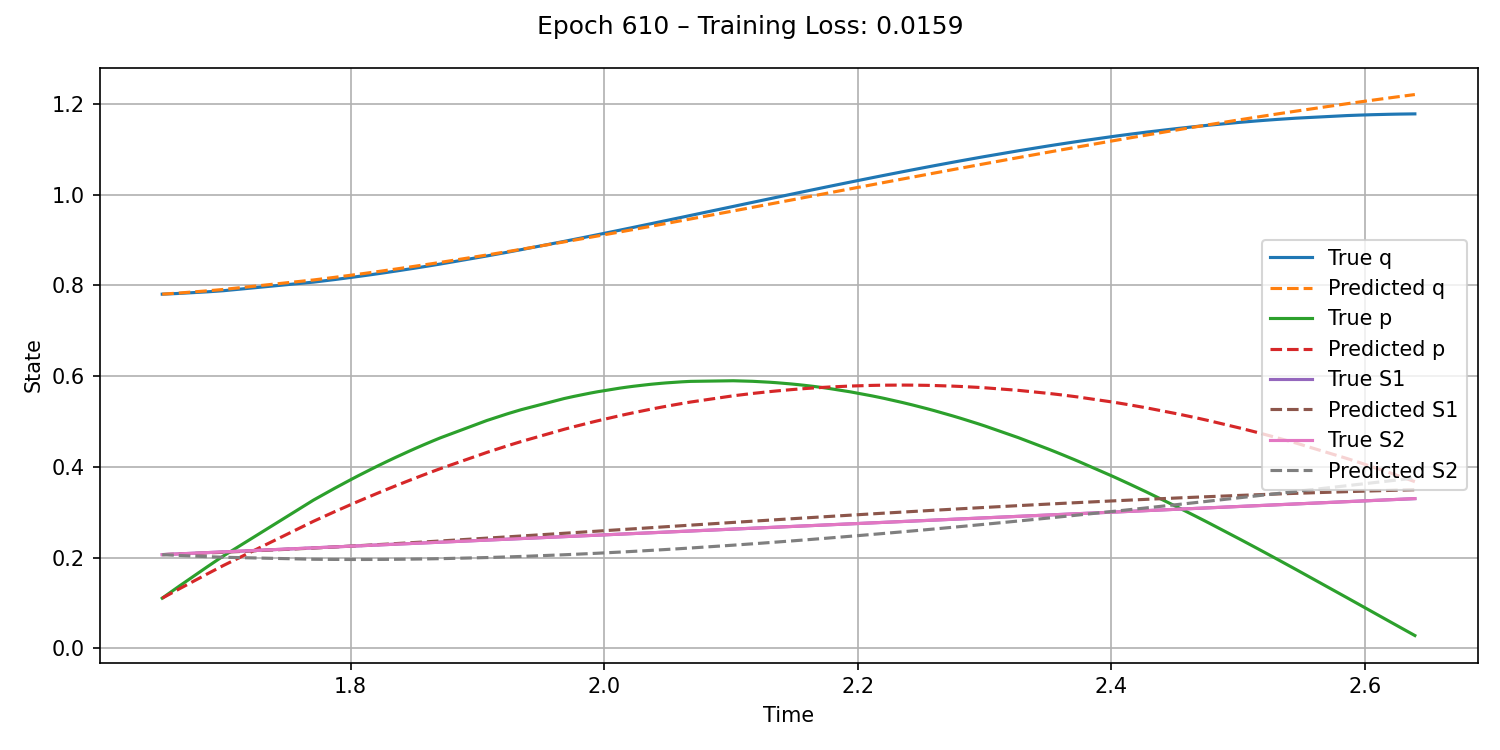 Epoch 610 – Training Loss: 0.0159
1.2
1.0
0.8
0.6
0.4
0.2
0.0
State
True q
Predicted q
True p
Predicted p
True S1
Predicted S1
True S2
Predicted S2
1.8
2.0
2.2
2.4
2.6
Time